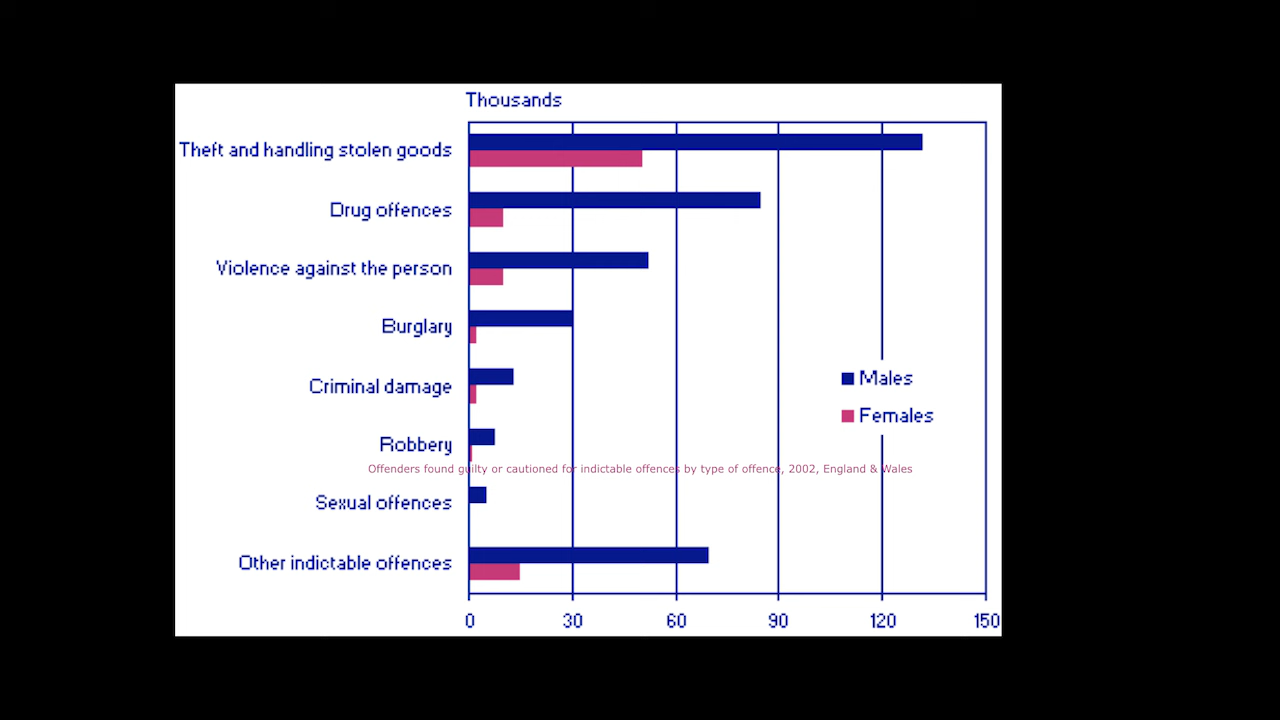 Thousands
Theft and handling stolen goods
Drug offences
Violence against the person
Burglary
Males
Criminal damage
Females
Robbery
Offenders found guilty or cautioned for indictable offences by type of offence, 2002, England & Wales
Sexual offences
Other indictable offences
0 30 60 90 120 150